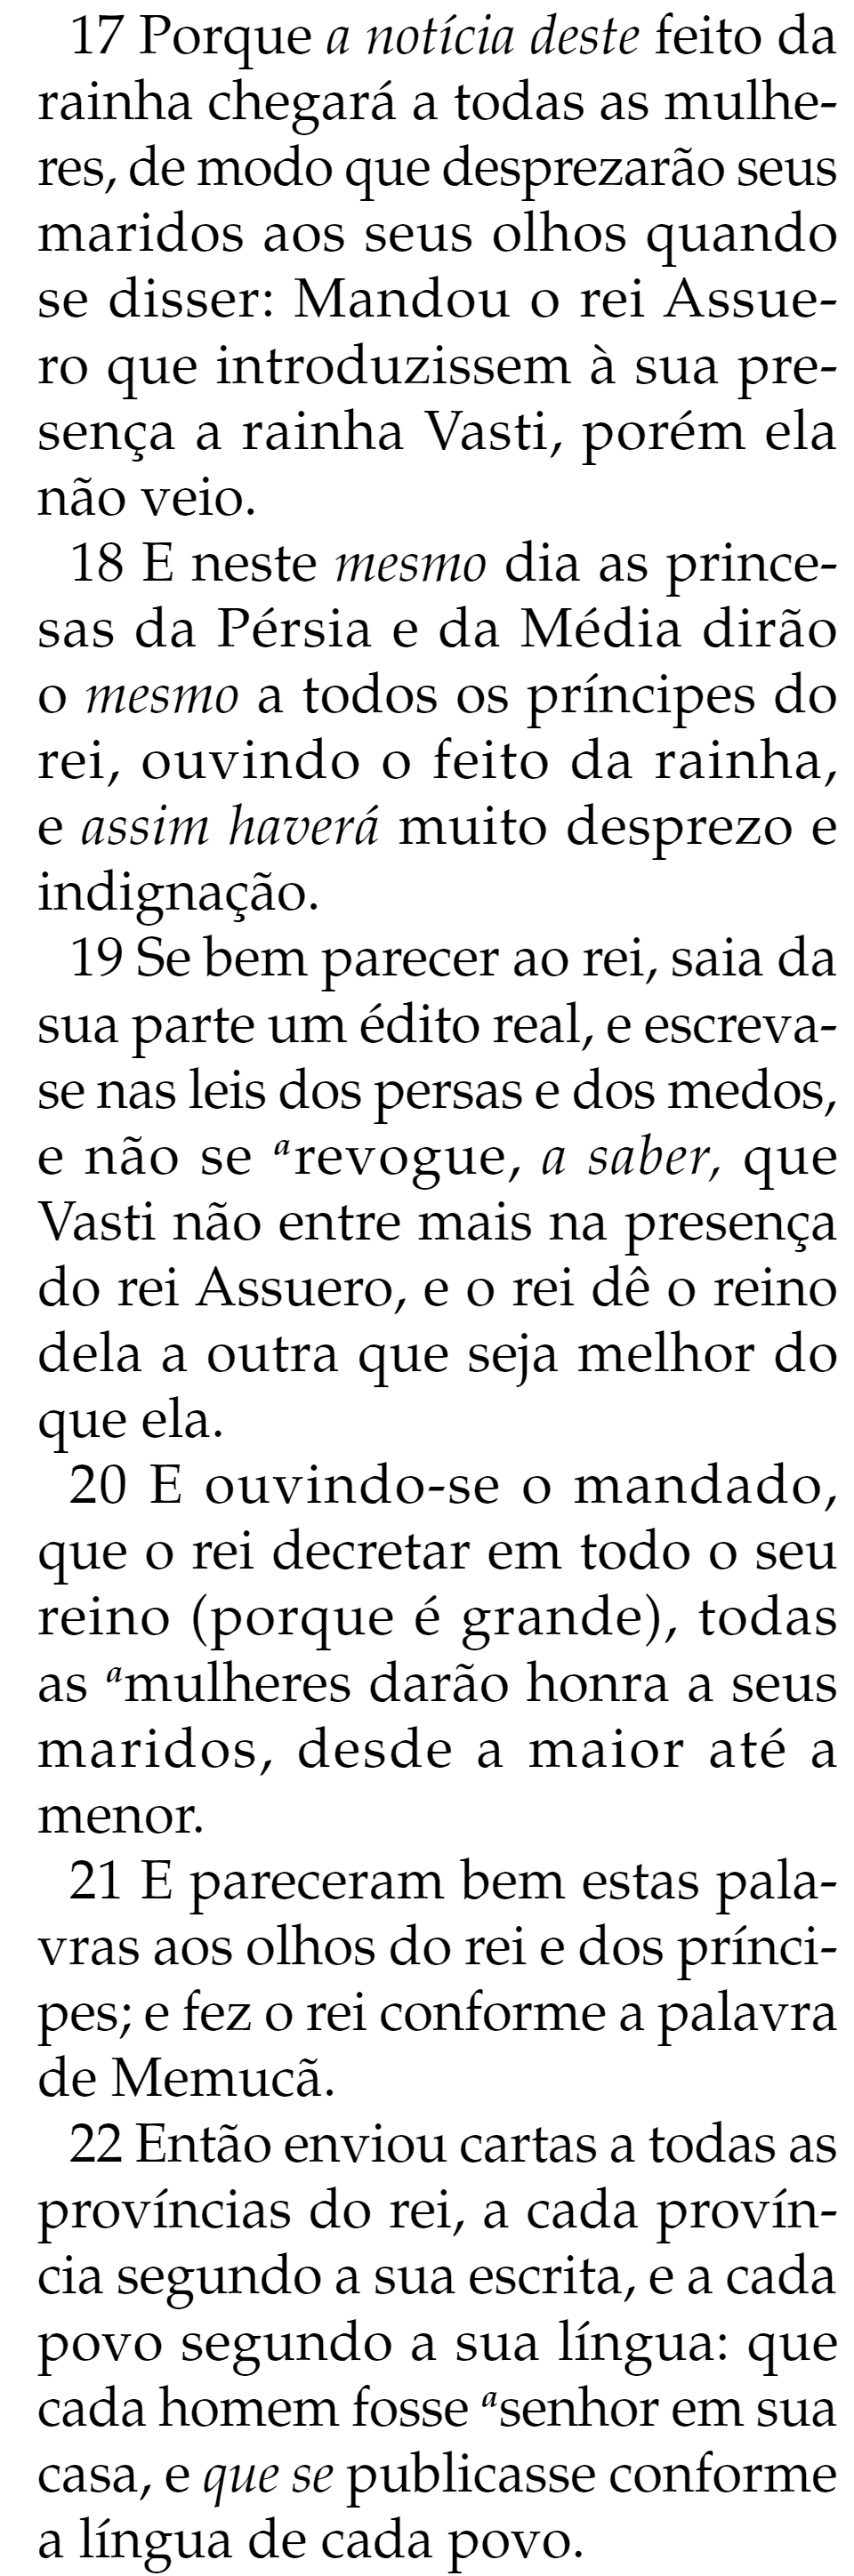 17 Porque a notícia deste feito da
rainha chegará a todas as mulhe-
res, de modo que desprezarão seus
maridos aos seus olhos quando
se disser: Mandou o rei Assue-
ro que introduzissem à sua pre-
sença a rainha Vasti, porém ela
não veio.
18 E neste mesmo dia as prince-
sas da Pérsia e da Média dirão
o mesmo a todos os príncipes do
rei, ouvindo o feito da rainha,
e assim haverá muito desprezo e
indignação.
19 Se bem parecer ao rei, saia da
sua parte um édito real, e escreva-
se nas leis dos persas e dos medos,
e não se ᵃrevogue, a saber, que
Vasti não entre mais na presença
do rei Assuero, e o rei dê o reino
dela a outra que seja melhor do
que ela.
20 E ouvindo-se o mandado,
que o rei decretar em todo o seu
reino (porque é grande), todas
as ᵃmulheres darão honra a seus
maridos, desde a maior até a
menor.
21 E pareceram bem estas pala-
vras aos olhos do rei e dos prínci-
pes; e fez o rei conforme a palavra
de Memucã.
22 Então enviou cartas a todas as
províncias do rei, a cada provín-
cia segundo a sua escrita, e a cada
povo segundo a sua língua: que
cada homem fosse ᵃsenhor em sua
casa, e que se publicasse conforme
a língua de cada povo.